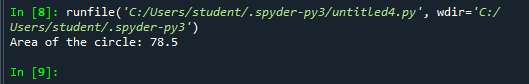 In [8]: runfile('C:/Users/student/.spyder-py3/untitled4.py', wdir='C:/
Users/student/.spyder-py3')
Area of the circle: 78.5
In [9]: